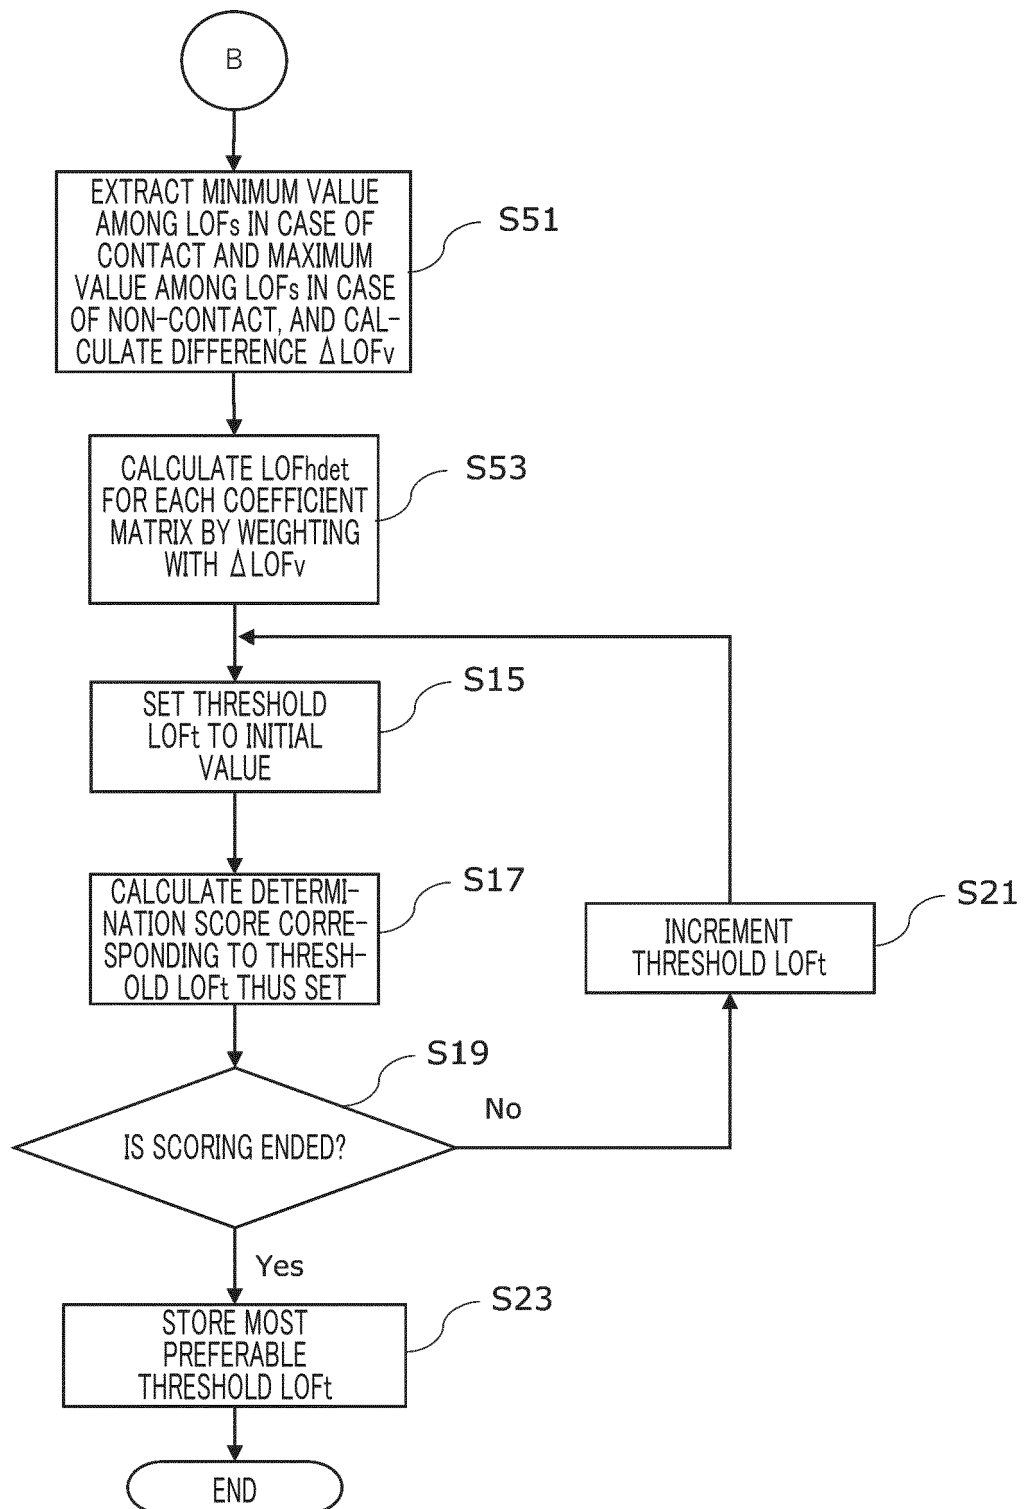 B
EXTRACT MINIMUM VALUE
AMONG LOFs IN CASE OF
CONTACT AND MAXIMUM
VALUE AMONG LOFs IN CASE
OF NON-CONTACT, AND CAL-
CULATE DIFFERENCE ΔLOFv
S51
CALCULATE LOFhdet
FOR EACH COEFFICIENT
MATRIX BY WEIGHTING
WITH ΔLOFv
S53
SET THRESHOLD
LOFt TO INITIAL
VALUE
S15
CALCULATE DETERMI-
NATION SCORE CORRE-
SPONDING TO THRESH-
OLD LOFt THUS SET
S17
INCREMENT
THRESHOLD LOFt
S21
IS SCORING ENDED?
S19
No
Yes
STORE MOST
PREFERABLE
THRESHOLD LOFt
S23
END